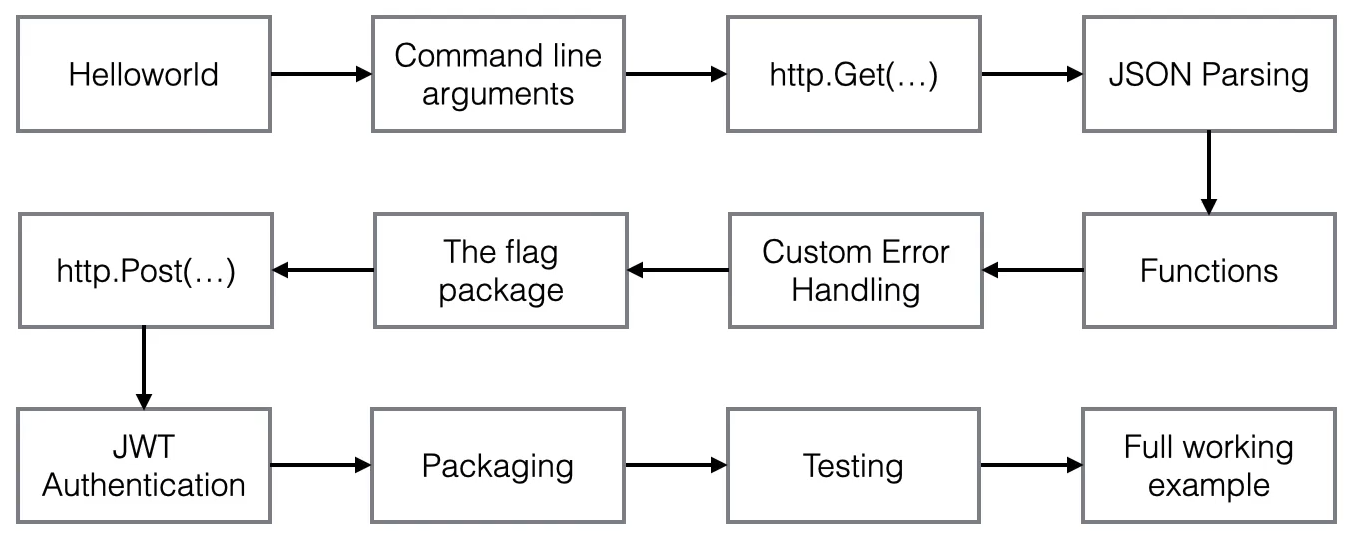 Helloworld
Command line
arguments
http.Get(…)
JSON Parsing
http.Post(…)
The flag
package
Custom Error
Handling
Functions
JWT
Authentication
Packaging
Testing
Full working
example